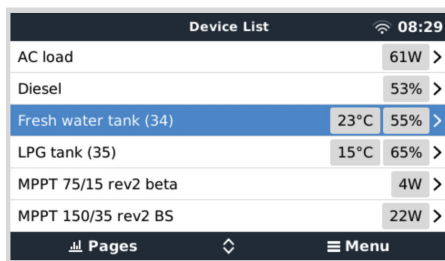 Device List 08:29
AC load 61W
Diesel 53%
Fresh water tank (34) 23°C 55%
LPG tank (35) 15°C 65%
MPPT 75/15 rev2 beta 4W
MPPT 150/35 rev2 BS 22W
Pages Menu